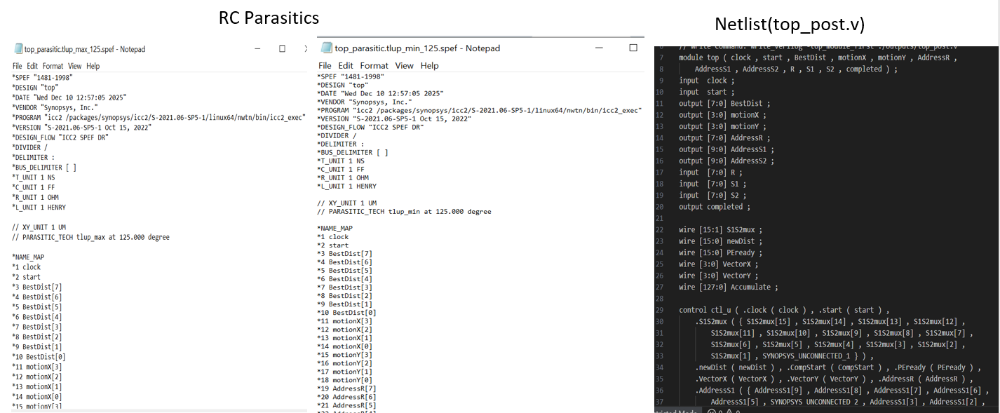 RC Parasitics
Netlist(top_post.v)
top_parasitic.tlup_max_125.spef - Notepad
File Edit Format View Help
*SPEF "1481-1998"
*DESIGN "top"
*DATE "Wed Dec 10 12:57:05 2025"
*VENDOR "Synopsys, Inc."
*PROGRAM "icc2 /packages/synopsys/icc2/S-2021.06-SP5-1/linux64/nwtn/bin/icc2_exec"
*VERSION "S-2021.06-SP5-1 Oct 15, 2022"
*DESIGN_FLOW "ICC2 SPEF DR"
*DIVIDER /
*DELIMITER :
*BUS_DELIMITER [ ]
*T_UNIT 1 NS
*C_UNIT 1 FF
*R_UNIT 1 OHM
*L_UNIT 1 HENRY
// XY_UNIT 1 UM
// PARASITIC_TECH tlup_max at 125.000 degree
*NAME_MAP
*1 clock
*2 start
*3 BestDist[7]
*4 BestDist[6]
*5 BestDist[5]
*6 BestDist[4]
*7 BestDist[3]
*8 BestDist[2]
*9 BestDist[1]
*10 BestDist[0]
*11 motionX[3]
*12 motionX[2]
*13 motionX[1]
*14 motionX[0]
*15 motionY[3]
top_parasitic.tlup_min_125.spef - Notepad
File Edit Format View Help
*SPEF "1481-1998"
*DESIGN "top"
*DATE "Wed Dec 10 12:57:05 2025"
*VENDOR "Synopsys, Inc."
*PROGRAM "icc2 /packages/synopsys/icc2/S-2021.06-SP5-1/linux64/nwtn/bin/icc2_exec"
*VERSION "S-2021.06-SP5-1 Oct 15, 2022"
*DESIGN_FLOW "ICC2 SPEF DR"
*DIVIDER /
*DELIMITER :
*BUS_DELIMITER [ ]
*T_UNIT 1 NS
*C_UNIT 1 FF
*R_UNIT 1 OHM
*L_UNIT 1 HENRY
// XY_UNIT 1 UM
// PARASITIC_TECH tlup_min at 125.000 degree
*NAME_MAP
*1 clock
*2 start
*3 BestDist[7]
*4 BestDist[6]
*5 BestDist[5]
*6 BestDist[4]
*7 BestDist[3]
*8 BestDist[2]
*9 BestDist[1]
*10 BestDist[0]
*11 motionX[3]
*12 motionX[2]
*13 motionX[1]
*14 motionX[0]
*15 motionY[3]
*16 motionY[2]
*17 motionY[1]
*18 motionY[0]
*19 AddressR[7]
*20 AddressR[6]
*21 AddressR[5]
7 module top ( clock , start , BestDist , motionX , motionY , AddressR ,
8 AddressS1 , AddressS2 , R , S1 , S2 , completed ) ;
9 input clock ;
10 input start ;
11 output [7:0] BestDist ;
12 output [3:0] motionX ;
13 output [3:0] motionY ;
14 output [7:0] AddressR ;
15 output [9:0] AddressS1 ;
16 output [9:0] AddressS2 ;
17 input [7:0] R ;
18 input [7:0] S1 ;
19 input [7:0] S2 ;
20 output completed ;
21
22 wire [15:1] S1S2mux ;
23 wire [15:0] newDist ;
24 wire [15:0] PEready ;
25 wire [3:0] VectorX ;
26 wire [3:0] VectorY ;
27 wire [127:0] Accumulate ;
28
29 control ctl_u ( .clock ( clock ) , .start ( start ) ,
30 .S1S2mux ( { S1S2mux[15] , S1S2mux[14] , S1S2mux[13] , S1S2mux[12] ,
31 S1S2mux[11] , S1S2mux[10] , S1S2mux[9] , S1S2mux[8] , S1S2mux[7] ,
32 S1S2mux[6] , S1S2mux[5] , S1S2mux[4] , S1S2mux[3] , S1S2mux[2] ,
33 S1S2mux[1] , SYNOPSYS_UNCONNECTED_1 } ) ,
34 .newDist ( newDist ) , .CompStart ( CompStart ) , .PEready ( PEready ) ,
35 .VectorX ( VectorX ) , .VectorY ( VectorY ) , .AddressR ( AddressR ) ,
36 .AddressS1 ( { AddressS1[9] , AddressS1[8] , AddressS1[7] , AddressS1[6] ,
37 AddressS1[5] , SYNOPSYS_UNCONNECTED_2 , AddressS1[3] , AddressS1[2] ,